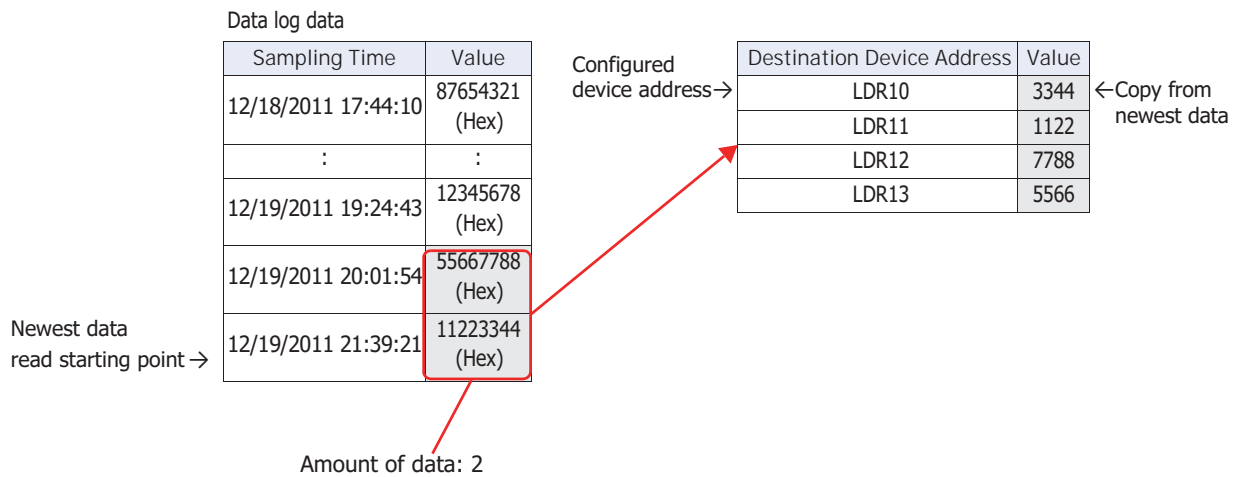 Data log data
Sampling Time Value
12/18/2011 17:44:10 87654321
(Hex)
: :
12/19/2011 19:24:43 12345678
(Hex)
12/19/2011 20:01:54 55667788
(Hex)
12/19/2011 21:39:21 11223344
(Hex)
Newest data
read starting point →
Amount of data: 2
Configured
device address→
Destination Device Address Value
LDR10 3344
LDR11 1122
LDR12 7788
LDR13 5566
←Copy from
newest data